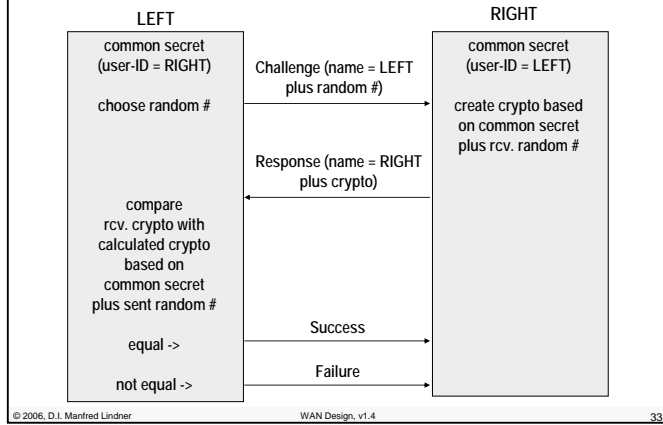 LEFT
RIGHT
common secret
(user-ID = RIGHT)
choose random #
Challenge (name = LEFT
plus random #)
common secret
(user-ID = LEFT)
create crypto based
on common secret
plus rcv. random #
Response (name = RIGHT
plus crypto)
compare
rcv. crypto with
calculated crypto
based on
common secret
plus sent random #
equal ->
Success
not equal ->
Failure
© 2006, D.I. Manfred Lindner
WAN Design, v1.4
33